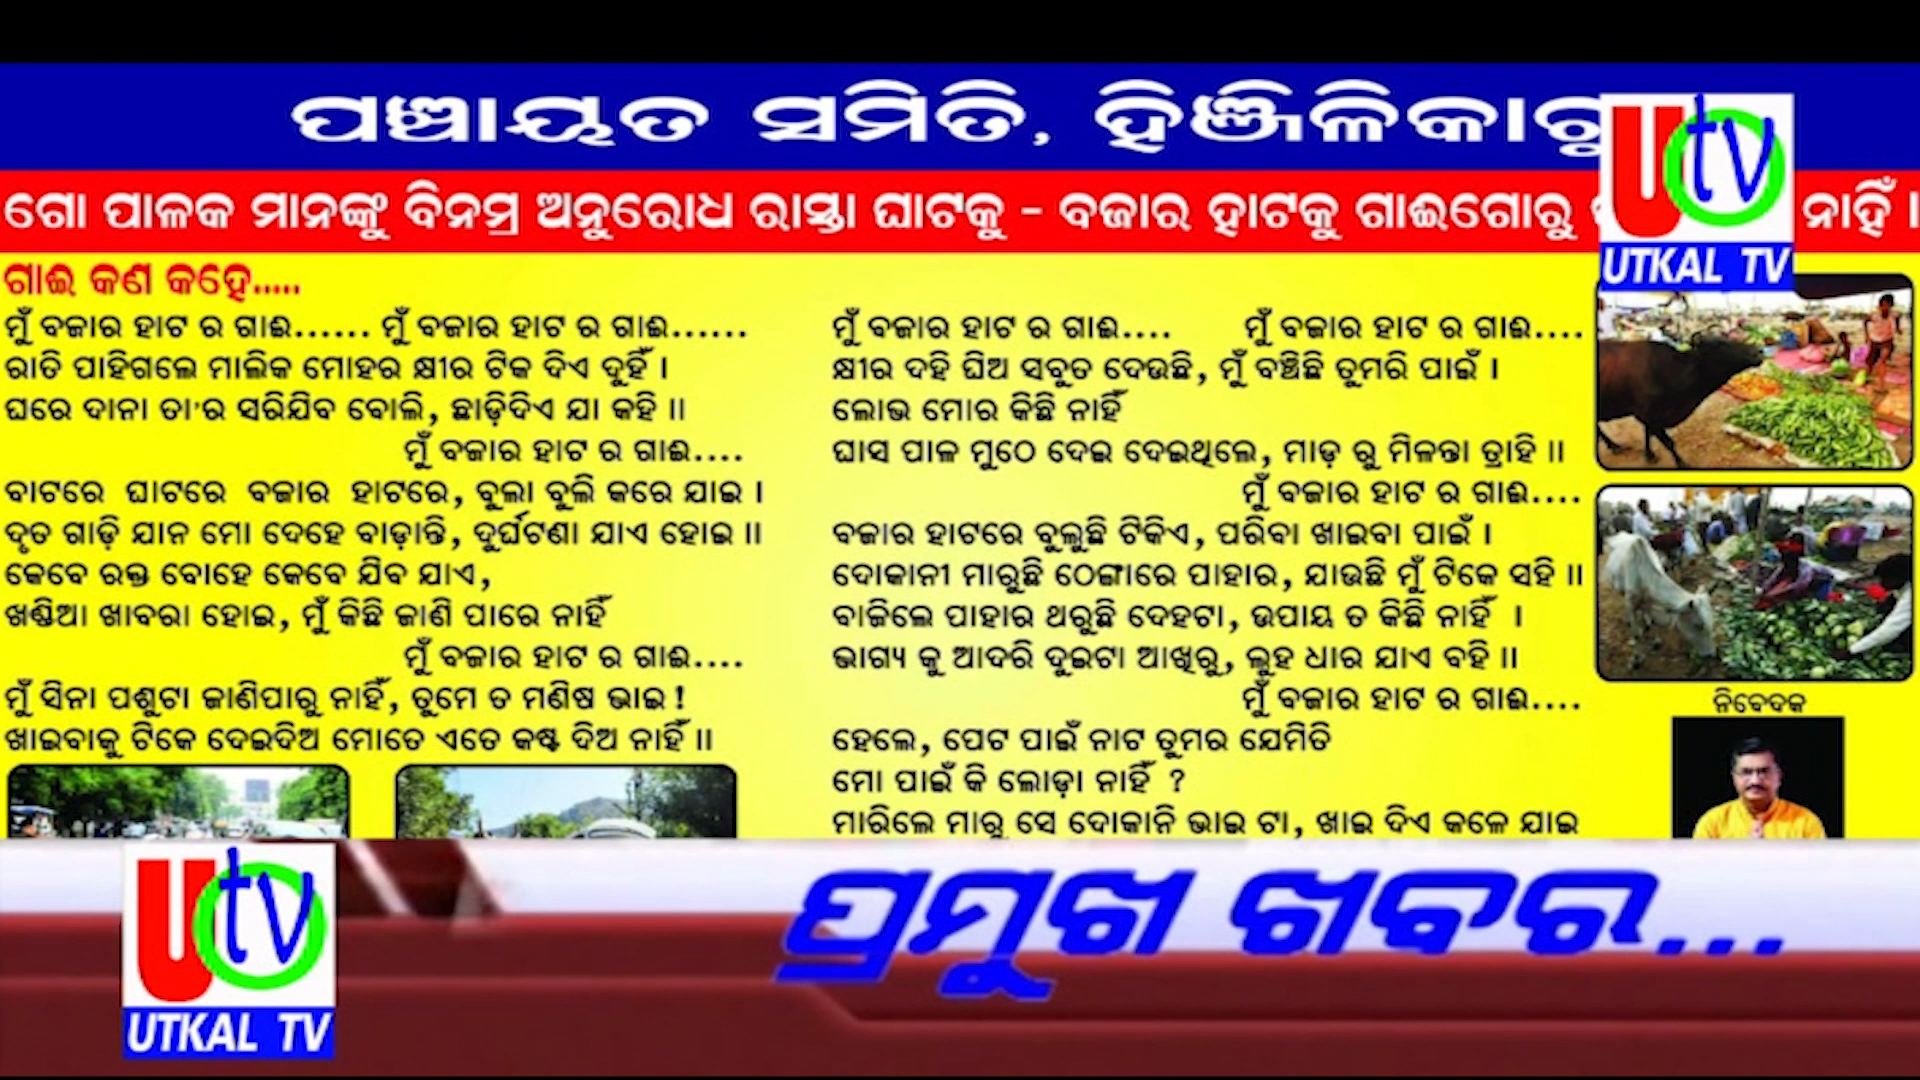 ପଞ୍ଚାୟତ ସମିତି, ହିଞ୍ଜିଳିକାଟୁ
ଗୋ ପାଳକ ମାନଙ୍କୁ ବିନମ୍ର ଅନୁରୋଧ ରାସ୍ତା ଘାଟକୁ - ବଜାର ହାଟକୁ ଗାଈଗୋରୁ ନାହିଁ ।
UTV
UTKAL TV
ଗାଈ କଣ କହେ.....
ମୁଁ ବଜାର ହାଟ ର ଗାଈ...... ମୁଁ ବଜାର ହାଟ ର ଗାଈ......
ରାତି ପାହିଗଲେ ମାଲିକ ମୋହର କ୍ଷୀର ଟିକ ଦିଏ ଦୁହିଁ ।
ଘରେ ଦାନା ତା'ର ସରିଯିବ ବୋଲି, ଛାଡ଼ିଦିଏ ଯା କହି ।।
ମୁଁ ବଜାର ହାଟ ର ଗାଈ....
ବାଟରେ ଘାଟରେ ବଜାର ହାଟରେ, ବୁଲା ବୁଲି କରେ ଯାଇ ।
ଦୃତ ଗାଡ଼ି ଯାନ ମୋ ଦେହେ ବାଡ଼ାନ୍ତି, ଦୁର୍ଘଟଣା ଯାଏ ହୋଇ ।।
କେବେ ରକ୍ତ ବୋହେ କେବେ ଯିବ ଯାଏ,
ଖଣ୍ଡିଆ ଖାବରା ହୋଇ, ମୁଁ କିଛି ଜାଣି ପାରେ ନାହିଁ
ମୁଁ ବଜାର ହାଟ ର ଗାଈ....
ମୁଁ ସିନା ପଶୁଟା ଜାଣିପାରୁ ନାହିଁ, ତୁମେ ତ ମଣିଷ ଭାଇ !
ଖାଇବାକୁ ଟିକେ ଦେଇଦିଅ ମୋତେ ଏତେ କଷ୍ଟ ଦିଅ ନାହିଁ ।।
ମୁଁ ବଜାର ହାଟ ର ଗାଈ.... ମୁଁ ବଜାର ହାଟ ର ଗାଈ....
କ୍ଷୀର ଦହି ଘିଅ ସବୁତ ଦେଉଛି, ମୁଁ ବଞ୍ଚିଛି ତୁମରି ପାଇଁ ।
ଲୋଭ ମୋର କିଛି ନାହିଁ
ଘାସ ପାଳ ମୁଠେ ଦେଇ ଦେଇଥିଲେ, ମାଡ଼ ରୁ ମିଳନ୍ତା ତ୍ରାହି ।।
ମୁଁ ବଜାର ହାଟ ର ଗାଈ....
ବଜାର ହାଟରେ ବୁଲୁଛି ଟିକିଏ, ପରିବା ଖାଇବା ପାଇଁ ।
ଦୋକାନୀ ମାରୁଛି ଠେଙ୍ଗାରେ ପାହାର, ଯାଉଛି ମୁଁ ଟିକେ ସହି ।।
ବାଜିଲେ ପାହାର ଥରୁଛି ଦେହଟା, ଉପାୟ ତ କିଛି ନାହିଁ ।
ଭାଗ୍ୟ କୁ ଆଦରି ଦୁଇଟା ଆଖିରୁ, ଲୁହ ଧାର ଯାଏ ବହି ।।
ମୁଁ ବଜାର ହାଟ ର ଗାଈ....
ହେଲେ, ପେଟ ପାଇଁ ନାଟ ତୁମର ଯେମିତି
ମୋ ପାଇଁ କି ଲୋଡ଼ା ନାହିଁ ?
ମାରିଲେ ମାରୁ ସେ ଦୋକାନି ଭାଇ ଟା, ଖାଇ ଦିଏ କଳେ ଯାଇ
ନିବେଦକ
UTV
UTKAL TV
ପ୍ରମୁଖ ଖବର...